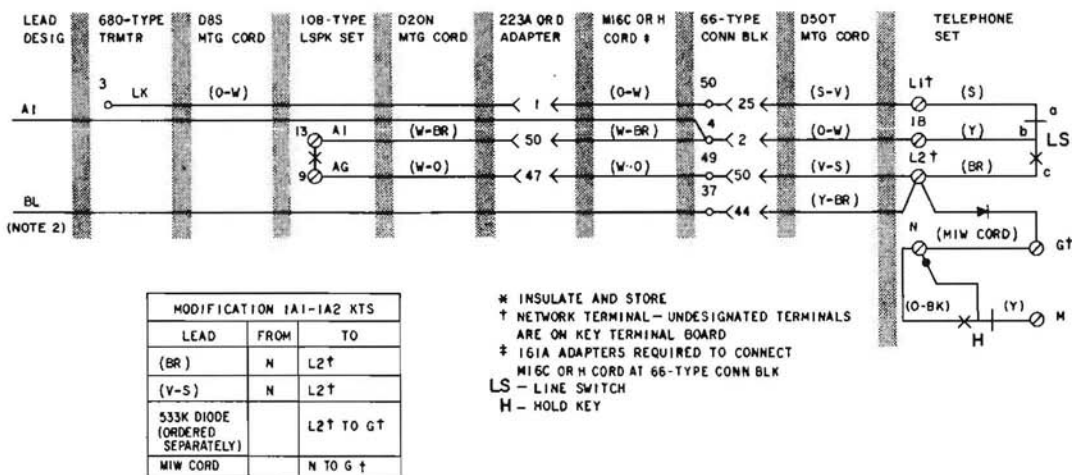 LEAD DESIG
680-TYPE TRMTR
D8S MTG CORD
108-TYPE LSPK SET
D20N MTG CORD
223A OR D ADAPTER
M16C OR H CORD ‡
66-TYPE CONN BLK
D50T MTG CORD
TELEPHONE SET
3 50
LK (O-W) 1 (O-W) 25 (S-V) L1† (S)
A1 a
4
13 A1 (W-BR) 50 (W-BR) 2 (O-W) 18 (Y) b LS
49
9 AG (W-O) 47 (W-O) 50 (V-S) L2† (BR) c
37
BL 44 (Y-BR)
(NOTE 2)
N (MIW CORD) G†
(O-BK) (Y) M
H
MODIFICATION 1A1-1A2 KTS
LEAD FROM TO
(BR) N L2†
(V-S) N L2†
533K DIODE
(ORDERED L2† TO G†
SEPARATELY)
MIW CORD N TO G †
* INSULATE AND STORE
† NETWORK TERMINAL — UNDESIGNATED TERMINALS
ARE ON KEY TERMINAL BOARD
‡ 161A ADAPTERS REQUIRED TO CONNECT
M16C OR H CORD AT 66-TYPE CONN BLK
LS - LINE SWITCH
H - HOLD KEY